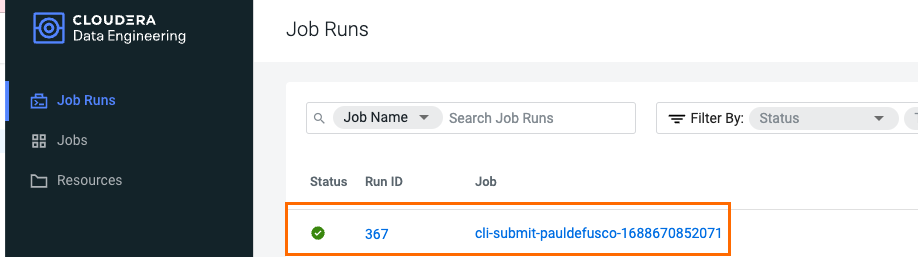 CLOUDERA
Data Engineering
Job Runs
Job Runs
Jobs
Resources
Job Name Search Job Runs Filter By: Status
Status Run ID Job
367 cli-submit-pauldefusco-1688670852071